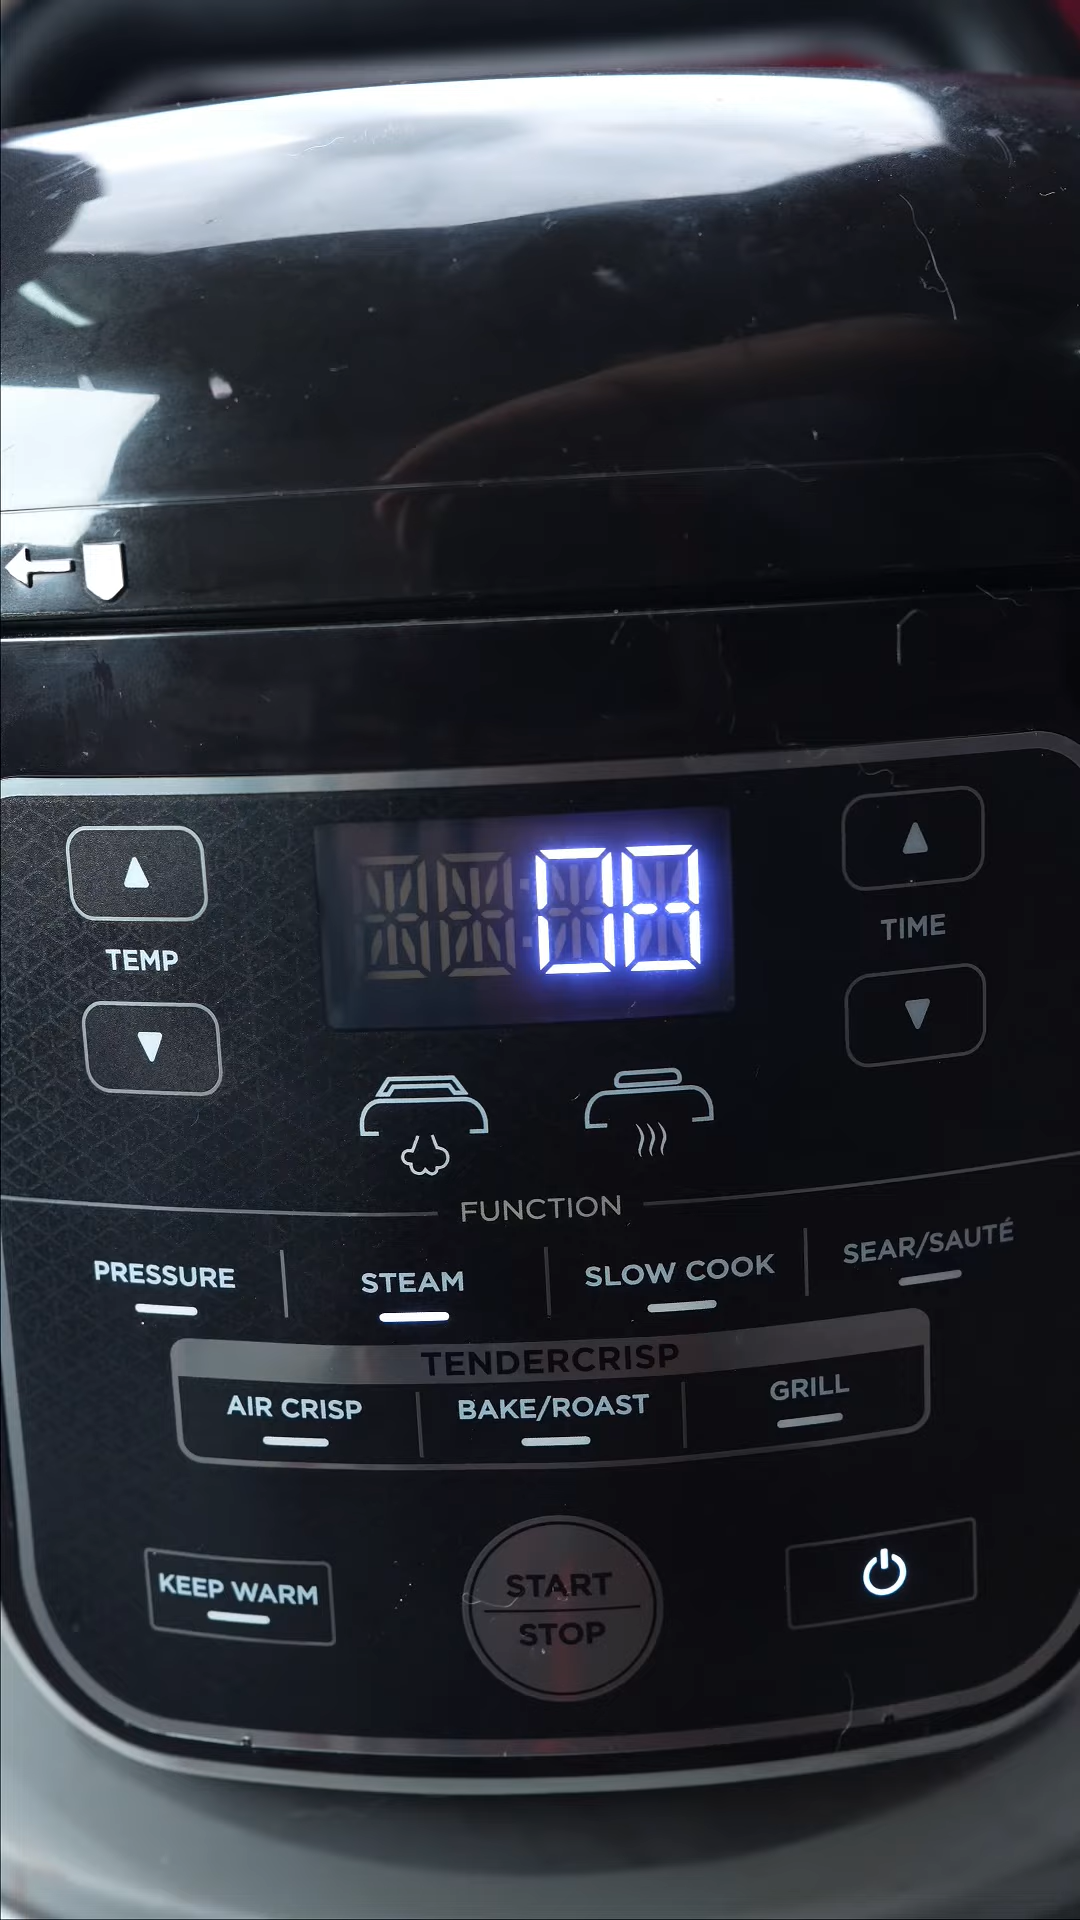 TEMP
08
TIME
FUNCTION
PRESSURE
STEAM
SLOW COOK
SEAR/SAUTÉ
TENDERCRISP
AIR CRISP
BAKE/ROAST
GRILL
KEEP WARM
START
STOP